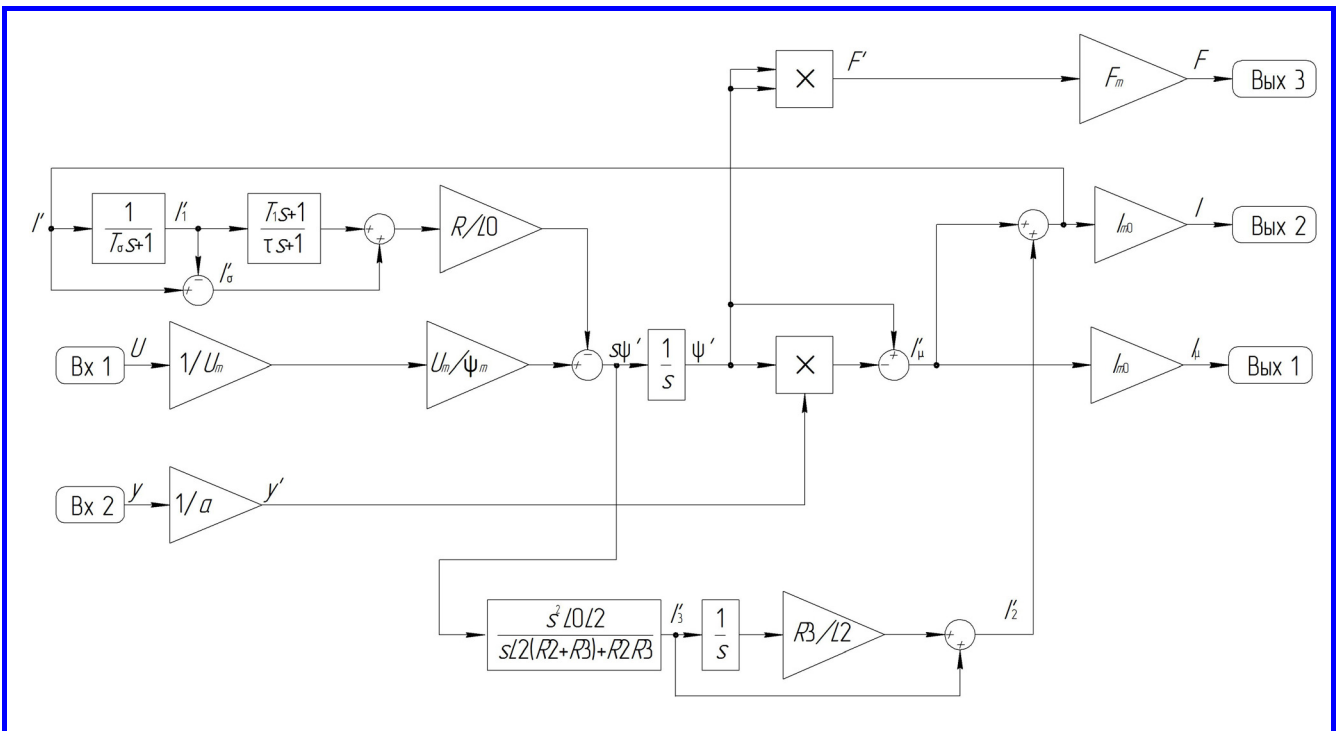 F′
F
×
Fₘ
Вых 3
I′
1
Tσs+1
I′₁
T₁s+1
τs+1
+
+
R/L0
+
+
Iₘ₀
I
Вых 2
−
+
I′σ
Вх 1
U
1/Uₘ
Uₘ/ψₘ
−
+
sψ′
1
s
ψ′
×
+
−
I′μ
Iₘ₀
Iμ
Вых 1
Вх 2
y
1/a
y′
s²L0L2
sL2(R2+R3)+R2R3
I′₃
1
s
R3/L2
+
+
I′₂